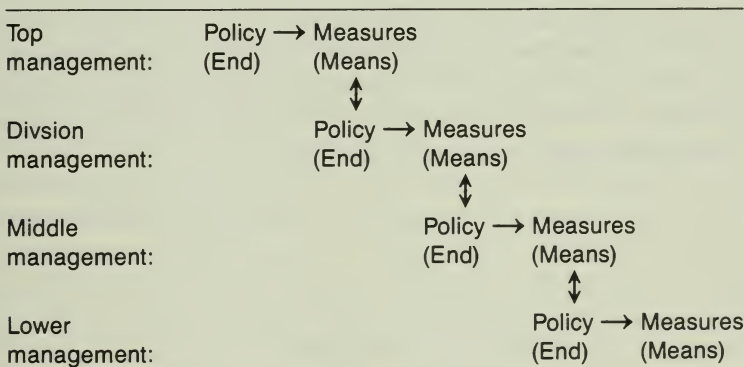 Top Policy → Measures
management: (End) (Means)
↕
Divsion Policy → Measures
management: (End) (Means)
↕
Middle Policy → Measures
management: (End) (Means)
↕
Lower Policy → Measures
management: (End) (Means)